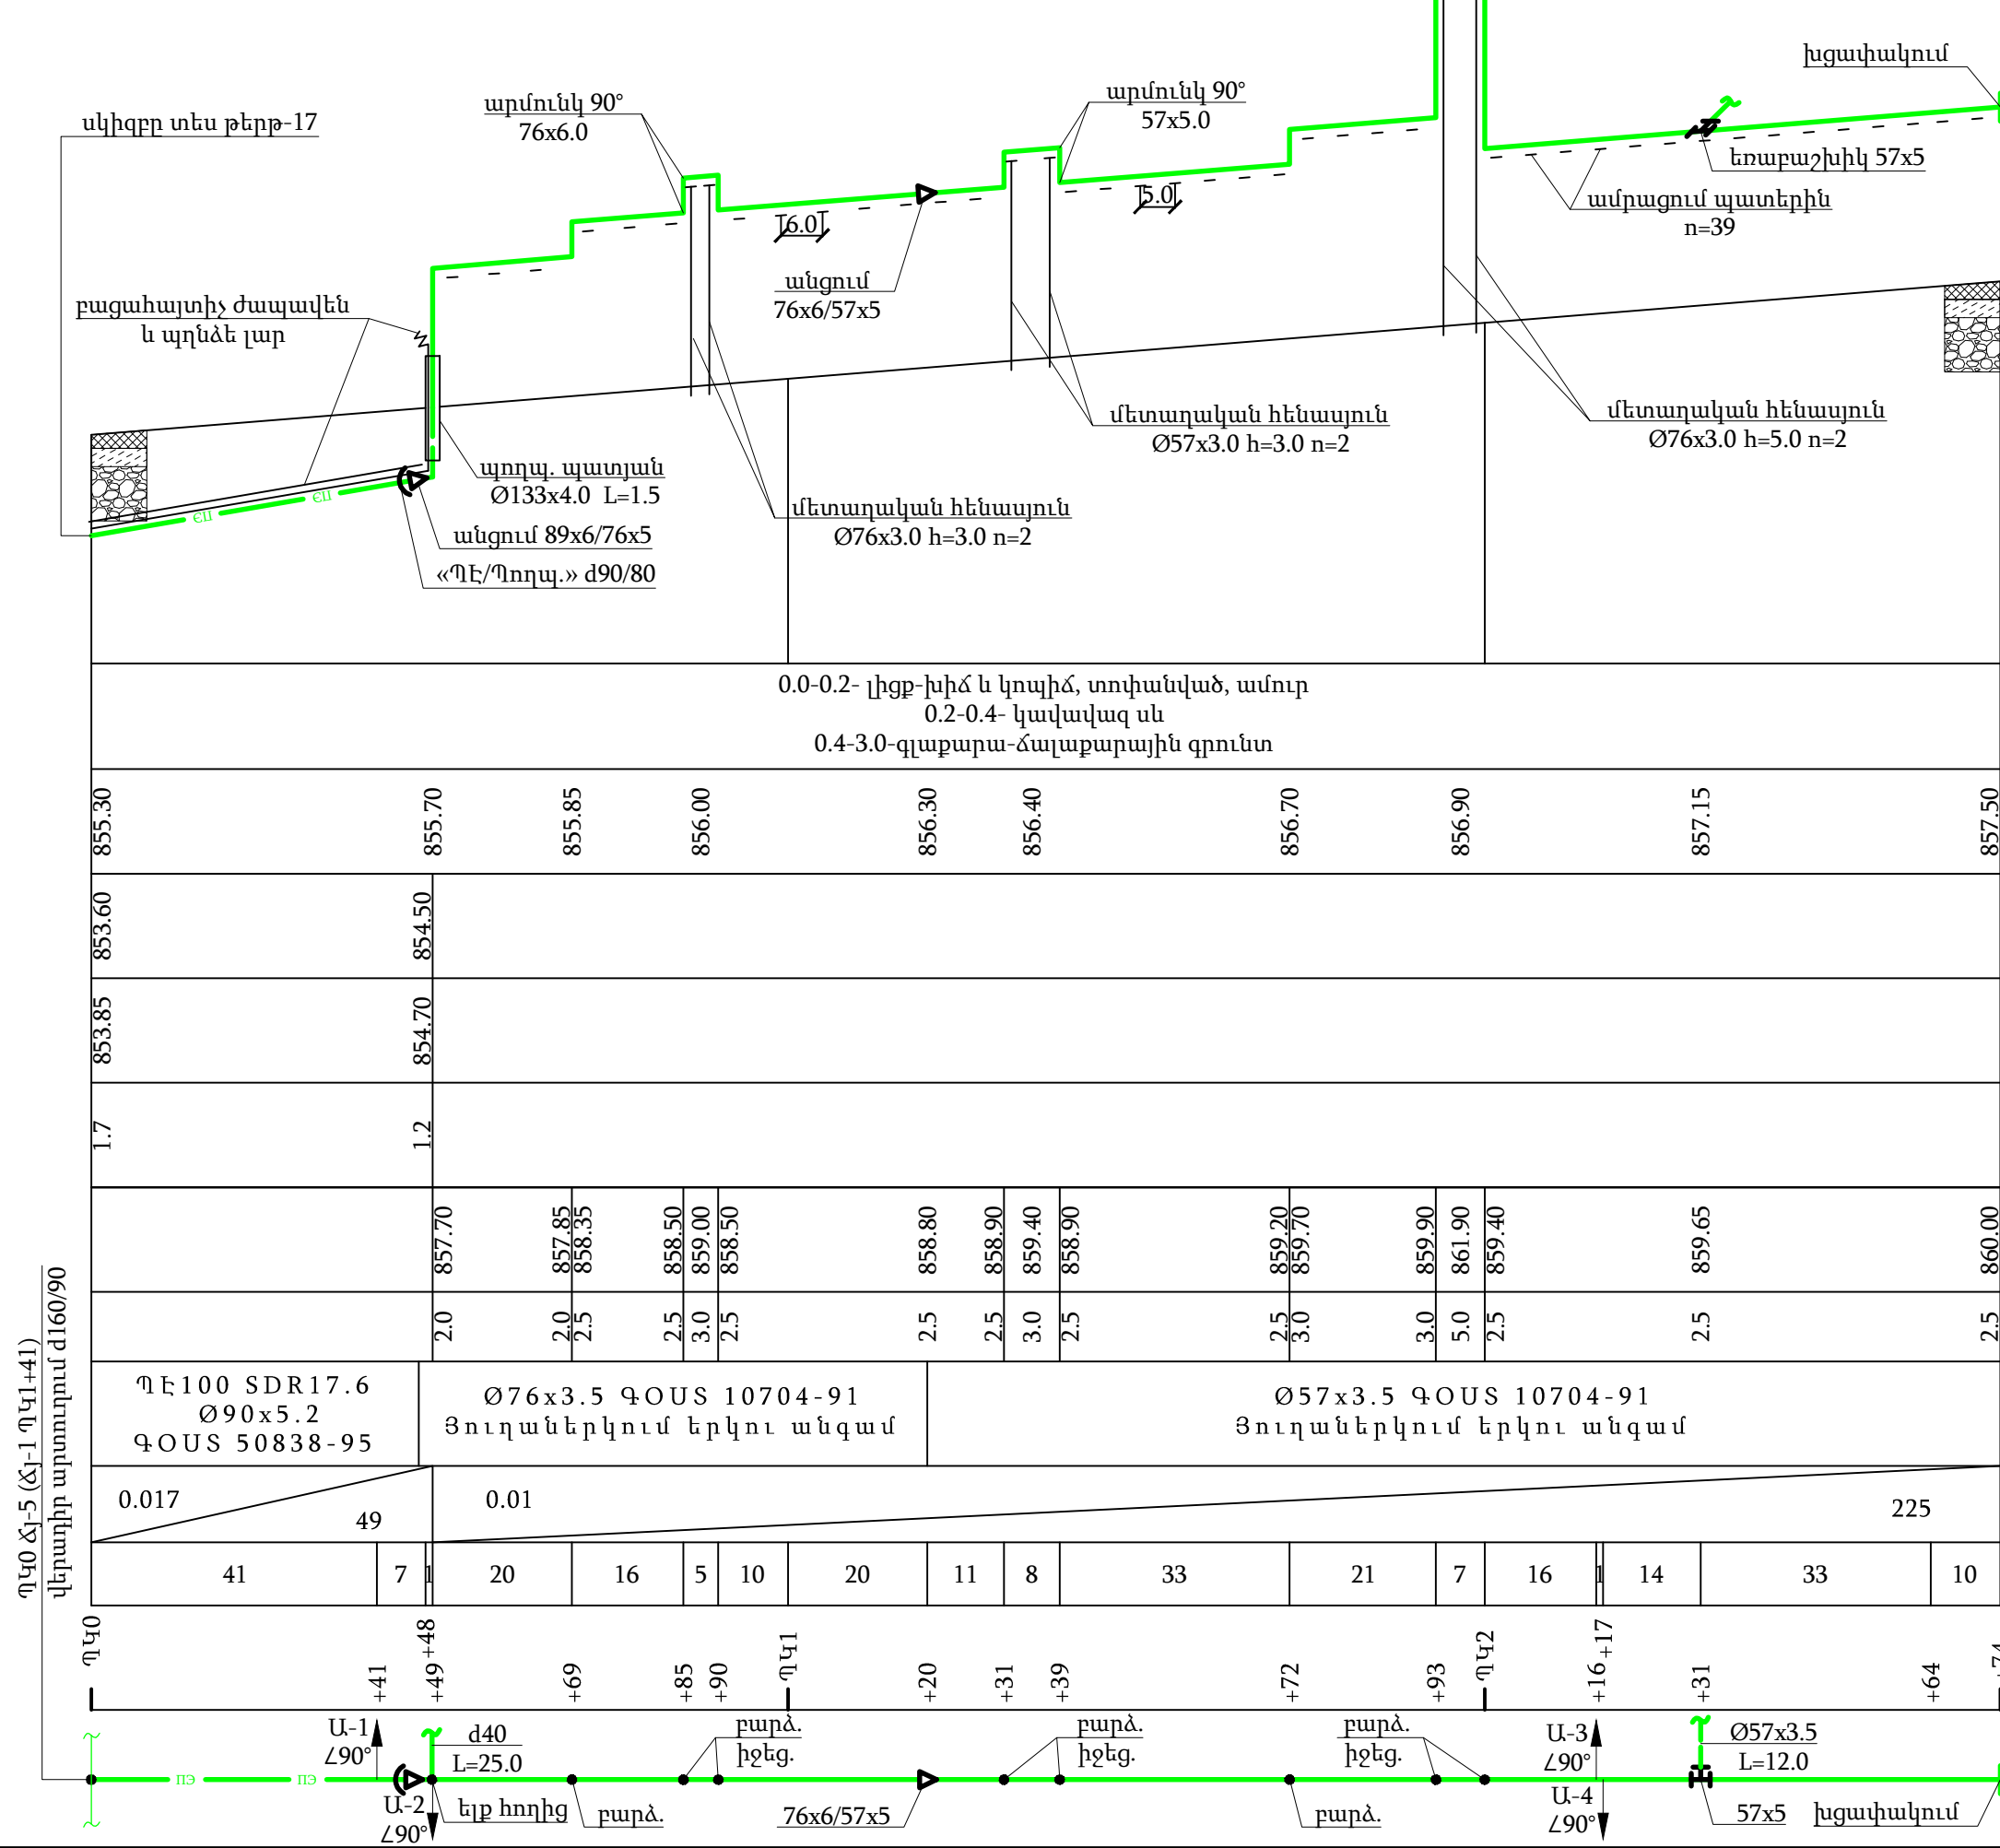 խցափակում
արմունկ 90°
57x5.0
արմունկ 90°
76x6.0
սկիզբը տես թերթ-17
եռաբաշխիկ 57x5
ամրացում պատերին
n=39
6.0
5.0
անցում
76x6/57x5
բացահայտիչ ժապավեն
և պղնձե լար
մետաղական հենասյուն
Ø57x3.0 h=3.0 n=2
մետաղական հենասյուն
Ø76x3.0 h=5.0 n=2
պողպ. պատյան
Ø133x4.0 L=1.5
մետաղական հենասյուն
Ø76x3.0 h=3.0 n=2
ПЭ ПЭ
անցում 89x6/76x5
«ՊԷ/Պողպ.» d90/80
0.0-0.2- լիցք-խիճ և կոպիճ, տոփանված, ամուր
0.2-0.4- կավավազ սև
0.4-3.0-գլաքարա-ճալաքարային գրունտ
855.30 855.70 855.85 856.00 856.30 856.40 856.70 856.90 857.15 857.50
853.60 854.50
853.85 854.70
1.7 1.2
857.70 857.85 858.35 858.50 859.00 858.50 858.80 858.90 859.40 858.90 859.20 859.70 859.90 861.90 859.40 859.65 860.00
2.0 2.0 2.5 2.5 3.0 2.5 2.5 2.5 3.0 2.5 2.5 3.0 3.0 5.0 2.5 2.5 2.5
ՊԷ100 SDR17.6
Ø90x5.2
ԳՕՍՏ 50838-95
Ø76x3.5 ԳՕՍՏ 10704-91
Յուղաներկում երկու անգամ
Ø57x3.5 ԳՕՍՏ 10704-91
Յուղաներկում երկու անգամ
0.017 49 0.01 225
41 7 1 20 16 5 10 20 11 8 33 21 7 16 1 14 33 10
ՊԿ0 +41 +49 +48 +69 +85 +90 ՊԿ1 +20 +31 +39 +72 +93 ՊԿ2 +16 +17 +31 +64 +74
ՊԿ0 ՃJ-5 (ՃJ-1 ՊԿ1+41)
վերադիր արտուղում d160/90
Ա-1
∠90°
d40
L=25.0
բարձ.
իջեց.
բարձ.
իջեց.
բարձ.
իջեց.
Ա-3
∠90°
Ø57x3.5
L=12.0
ПЭ ПЭ
Ա-2
∠90°
ելք հողից
բարձ.
76x6/57x5
բարձ.
Ա-4
∠90°
57x5
խցափակում